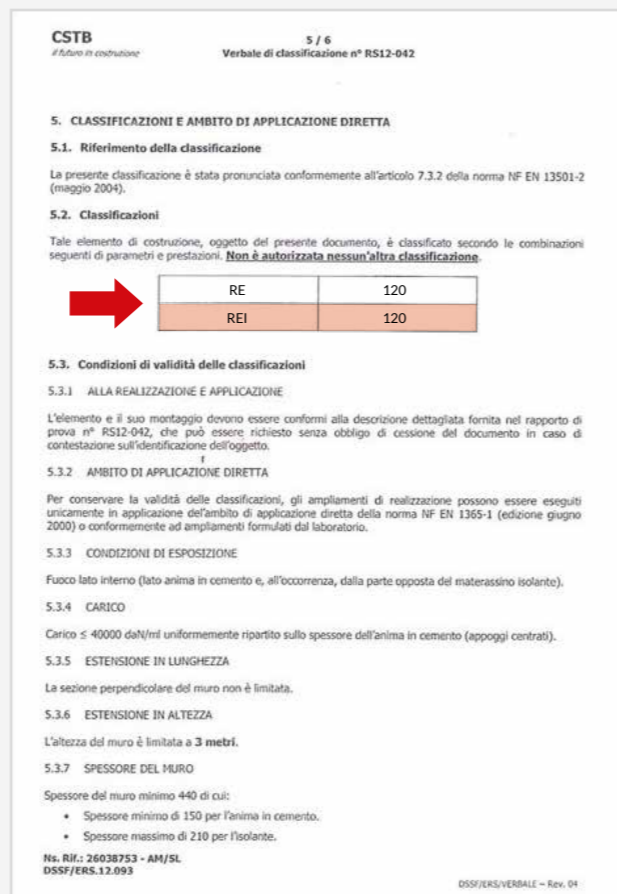 CSTB
il futuro in costruzione
5 / 6
Verbale di classificazione n° RS12-042
5. CLASSIFICAZIONI E AMBITO DI APPLICAZIONE DIRETTA
5.1. Riferimento della classificazione
La presente classificazione è stata pronunciata conformemente all'articolo 7.3.2 della norma NF EN 13501-2
(maggio 2004).
5.2. Classificazioni
Tale elemento di costruzione, oggetto del presente documento, è classificato secondo le combinazioni
seguenti di parametri e prestazioni. Non è autorizzata nessun'altra classificazione.
RE 120
REI 120
5.3. Condizioni di validità delle classificazioni
5.3.1 ALLA REALIZZAZIONE E APPLICAZIONE
L'elemento e il suo montaggio devono essere conformi alla descrizione dettagliata fornita nel rapporto di
prova n° RS12-042, che può essere richiesto senza obbligo di cessione del documento in caso di
contestazione sull'identificazione dell'oggetto.
5.3.2 AMBITO DI APPLICAZIONE DIRETTA
Per conservare la validità delle classificazioni, gli ampliamenti di realizzazione possono essere eseguiti
unicamente in applicazione del'ambito di applicazione diretta della norma NF EN 1365-1 (edizione giugno
2000) o conformemente ad ampliamenti formulati dal laboratorio.
5.3.3 CONDIZIONI DI ESPOSIZIONE
Fuoco lato interno (lato anima in cemento e, all'occorrenza, dalla parte opposta del materassino isolante).
5.3.4 CARICO
Carico ≤ 40000 daN/ml uniformemente ripartito sullo spessore dell'anima in cemento (appoggi centrati).
5.3.5 ESTENSIONE IN LUNGHEZZA
La sezione perpendicolare del muro non è limitata.
5.3.6 ESTENSIONE IN ALTEZZA
L'altezza del muro è limitata a 3 metri.
5.3.7 SPESSORE DEL MURO
Spessore del muro minimo 440 di cui:
• Spessore minimo di 150 per l'anima in cemento.
• Spessore massimo di 210 per l'isolante.
Ns. Rif.: 26038753 - AM/SL
DSSF/ERS.12.093
DSSF/ERS/VERBALE – Rev. 04